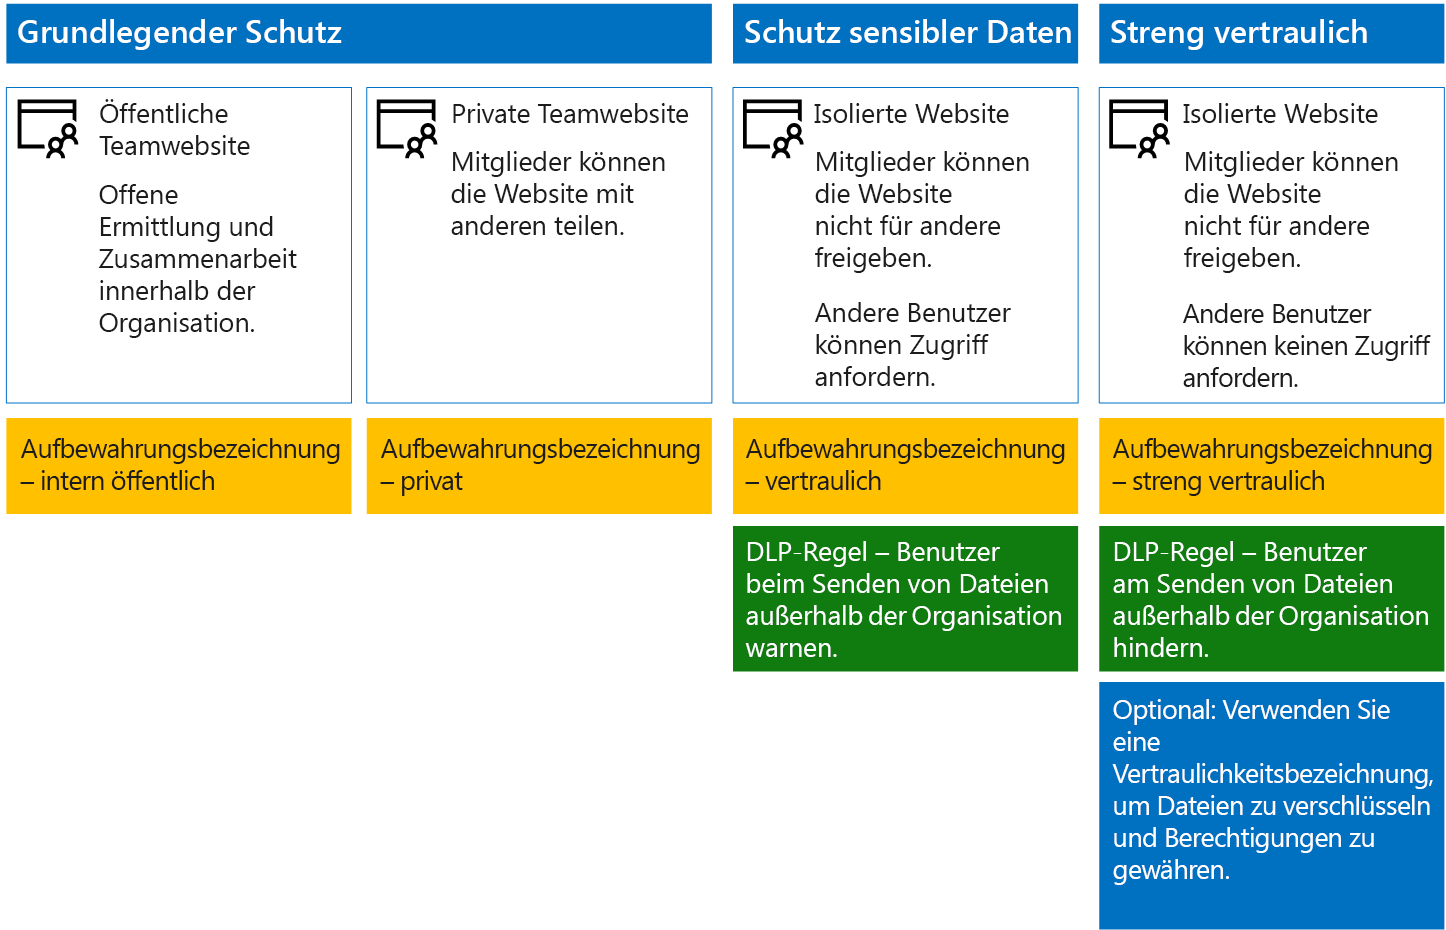 Grundlegender Schutz
Schutz sensibler Daten
Streng vertraulich
Öffentliche
Teamwebsite
Offene
Ermittlung und
Zusammenarbeit
innerhalb der
Organisation.
Private Teamwebsite
Mitglieder können
die Website mit
anderen teilen.
Isolierte Website
Mitglieder können
die Website
nicht für andere
freigeben.
Andere Benutzer
können Zugriff
anfordern.
Isolierte Website
Mitglieder können
die Website
nicht für andere
freigeben.
Andere Benutzer
können keinen Zugriff
anfordern.
Aufbewahrungsbezeichnung
– intern öffentlich
Aufbewahrungsbezeichnung
– privat
Aufbewahrungsbezeichnung
– vertraulich
Aufbewahrungsbezeichnung
– streng vertraulich
DLP-Regel – Benutzer
beim Senden von Dateien
außerhalb der Organisation
warnen.
DLP-Regel – Benutzer
am Senden von Dateien
außerhalb der Organisation
hindern.
Optional: Verwenden Sie
eine
Vertraulichkeitsbezeichnung,
um Dateien zu verschlüsseln
und Berechtigungen zu
gewähren.